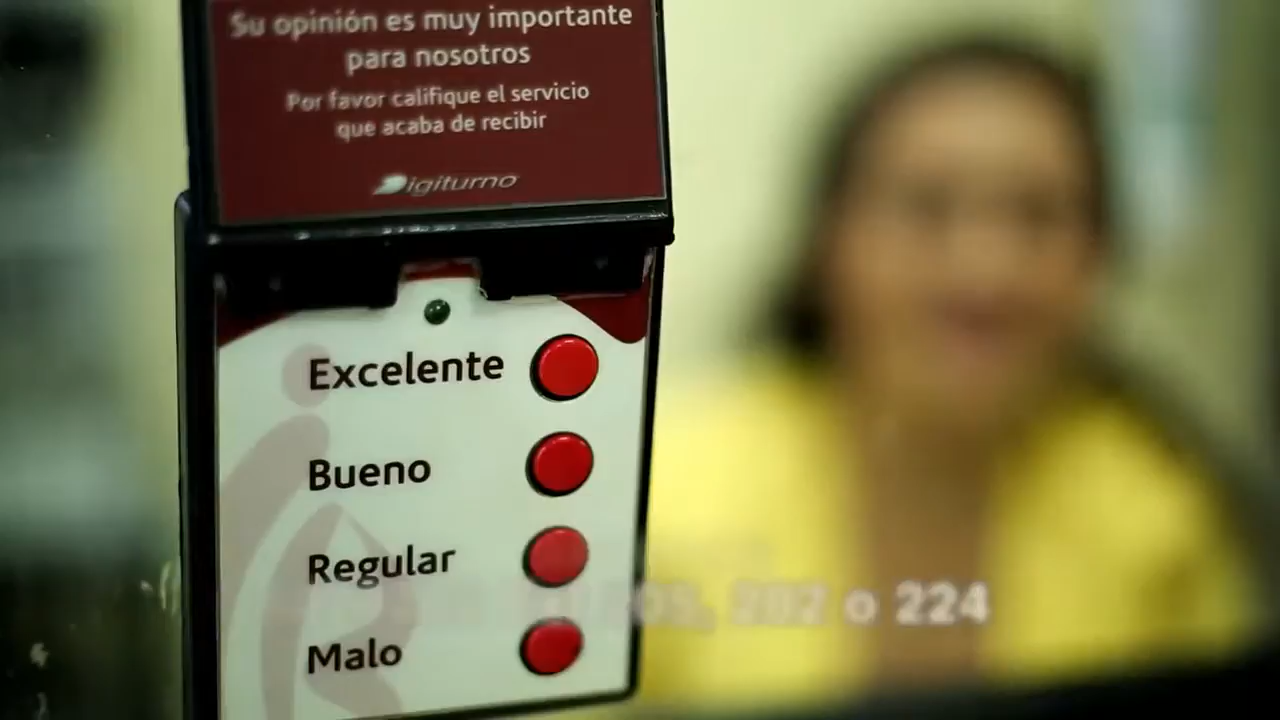 Su opinión es muy importante
para nosotros
Por favor califique el servicio
que acaba de recibir
Digiturno
Excelente
Bueno
Regular
Malo
202 o 224